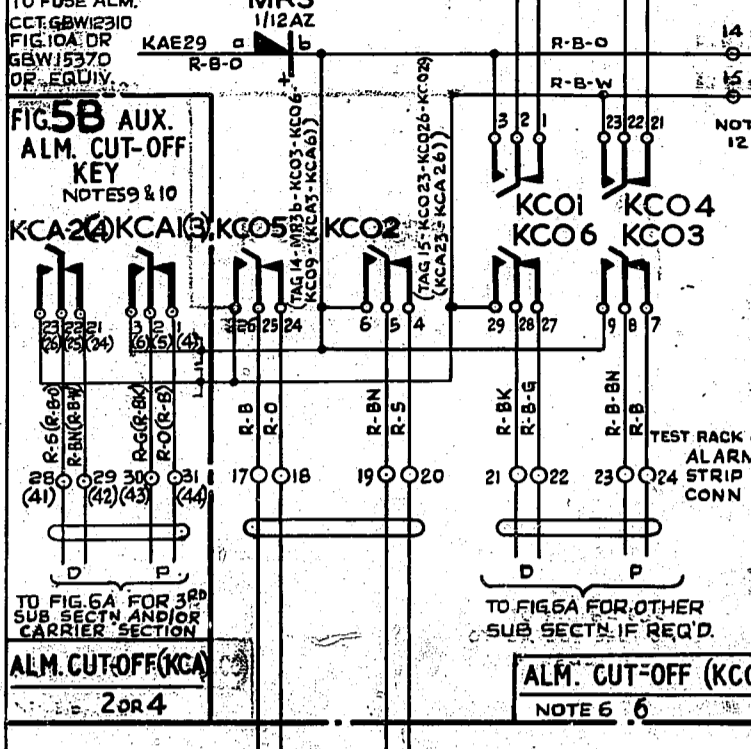 TO FUSE ALM.
CCT.GBW12310
FIG.10A OR
GBW15370
OR EQUIV.
MR3
1/12AZ
KAE29
a
b
R-B-O
+
R-B-O
R-B-W
14
15
NOT
12
FIG.5B AUX.
ALM. CUT-OFF
KEY
NOTES 9 & 10
(TAG 14-MR3b-KCO3-KCO6-
KCO9-(KCA3-KCA6))
(TAG 15-KCO23-KCO26-KCO29
(KCA23-KCA26))
3 2 1
23 22 21
KCO1 KCO4
KCA-2(4) KCA1(3) KCO5 KCO2 KCO6 KCO3
23 22 21
(26) (25) (24)
3 2 1
(6) (5) (4)
26 25 24
6 5 4
29 28 27
9 8 7
R-S(R-B-O)
R-BN(R-B-W)
R-G(R-BK)
R-O(R-B)
R-B
R-O
R-BN
R-S
R-BK
R-B-G
R-B-BN
R-B
28 29 30 31
(41) (42) (43) (44)
17 18
19 20
21 22
23 24
TEST RACK
ALARM
STRIP
CONN
D P
D P
TO FIG.6A FOR 3RD
SUB SECTN AND/OR
CARRIER SECTION
TO FIG.6A FOR OTHER
SUB SECTN. IF REQ'D.
ALM. CUT-OFF(KCA)
2 OR 4
ALM. CUT-OFF (KCO
NOTE 6 6